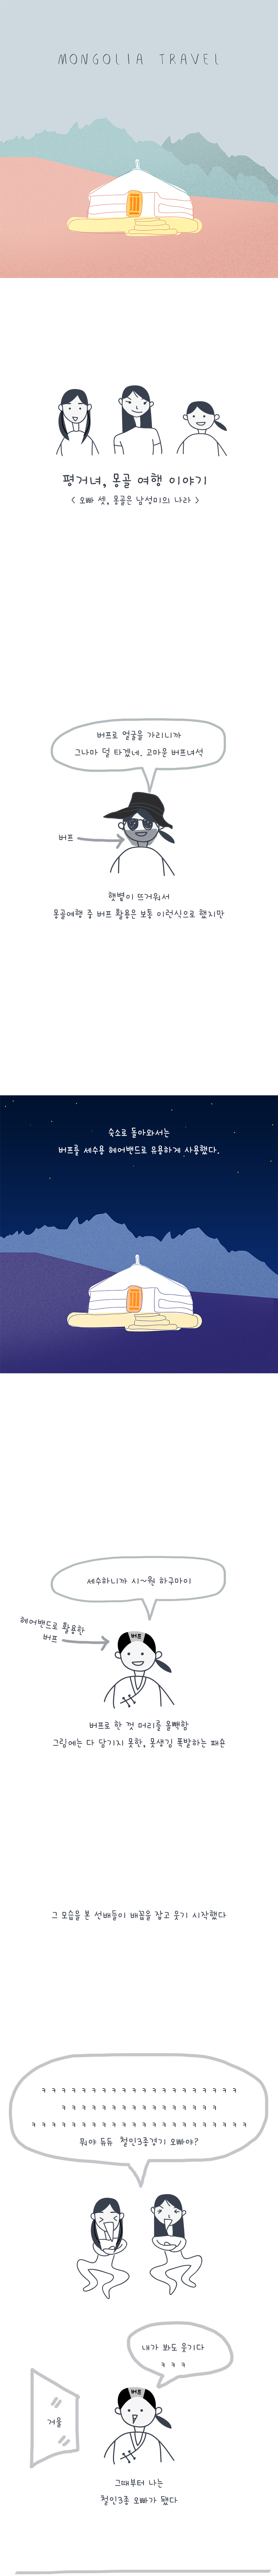 MONGOLIA TRAVEL
평거녀, 몽골 여행 이야기
< 오빠 셋, 몽골은 남성미의 나라 >
버프로 얼굴을 가리니까
그나마 덜 타겠네. 고마운 버프녀석
버프
햇볕이 뜨거워서
몽골여행 중 버프 활용은 보통 이런식으로 했지만
숙소로 돌아와서는
버프를 세수용 헤어밴드로 유용하게 사용했다.
세수하니까 시~원 하구마이
헤어밴드로 활용한
버프
버프
버프로 한 껏 머리를 올빽함
그림에는 다 담기지 못한, 못생김 폭발하는 패숀
그 모습을 본 선배들이 배꼽을 잡고 웃기 시작했다
ㅋ ㅋ ㅋ ㅋ ㅋ ㅋ ㅋ ㅋ ㅋ ㅋ ㅋ ㅋ ㅋ ㅋ ㅋ ㅋ ㅋ ㅋ ㅋ ㅋ
ㅋ ㅋ ㅋ ㅋ ㅋ ㅋ ㅋ ㅋ ㅋ ㅋ ㅋ ㅋ ㅋ ㅋ ㅋ ㅋ
ㅋ ㅋ ㅋ ㅋ ㅋ ㅋ ㅋ ㅋ ㅋ ㅋ ㅋ ㅋ ㅋ ㅋ ㅋ ㅋ ㅋ ㅋ ㅋ ㅋ ㅋ ㅋ
뭐야 듀듀 철인3종경기 오빠야?
내가 봐도 웃기다
ㅋ ㅋ ㅋ
버프
거울
그때부터 나는
철인3종 오빠가 됐다